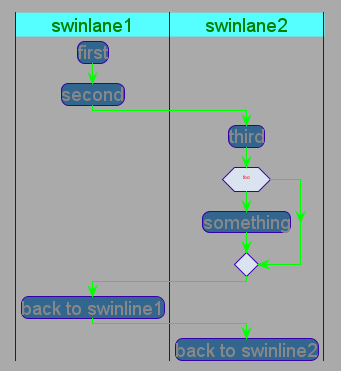 swinlane1
swinlane2
first
second
third
something
back to swinline1
back to swinline2